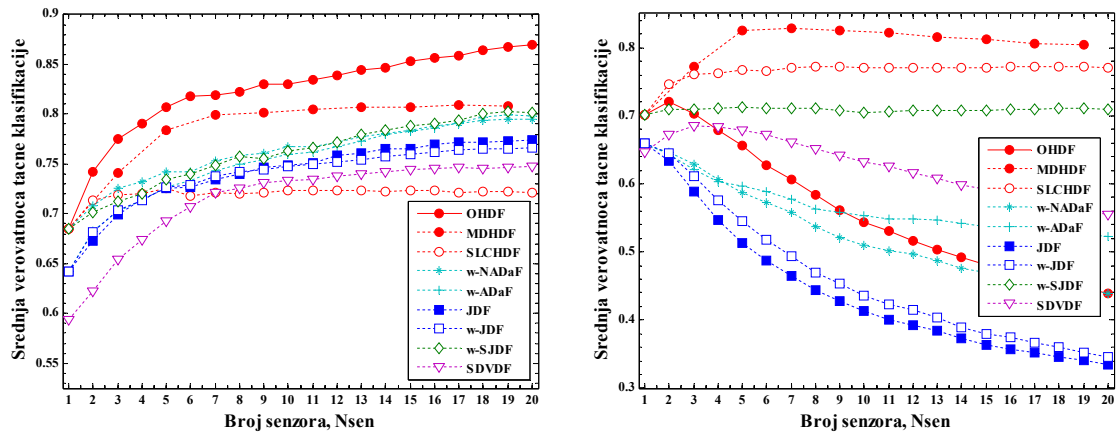 Srednja verovatnoca tacne klasifikacije
0.9
0.85
0.8
0.75
0.7
0.65
0.6
0.55
1 2 3 4 5 6 7 8 9 10 11 12 13 14 15 16 17 18 19 20
Broj senzora, Nsen
OHDF
MDHDF
SLCHDF
w-NADaF
w-ADaF
JDF
w-JDF
w-SJDF
SDVDF
Srednja verovatnoca tacne klasifikacije
0.8
0.7
0.6
0.5
0.4
0.3
1 2 3 4 5 6 7 8 9 10 11 12 13 14 15 16 17 18 19 20
Broj senzora, Nsen
OHDF
MDHDF
SLCHDF
w-NADaF
w-ADaF
JDF
w-JDF
w-SJDF
SDVDF